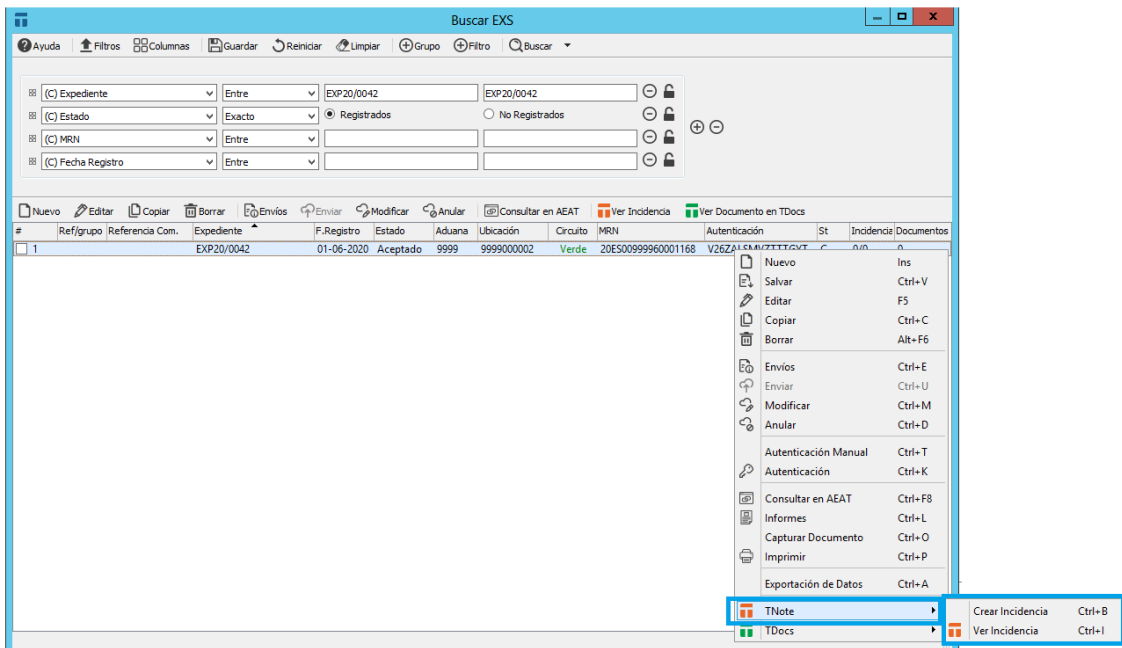 Buscar EXS
Ayuda Filtros Columnas Guardar Reiniciar Limpiar Grupo Filtro Buscar
(C) Expediente Entre EXP20/0042 EXP20/0042
(C) Estado Exacto Registrados No Registrados
(C) MRN Entre
(C) Fecha Registro Entre
Nuevo Editar Copiar Borrar Envíos Enviar Modificar Anular Consultar en AEAT Ver Incidencia Ver Documento en TDocs
# Ref/grupo Referencia Com. Expediente F.Registro Estado Aduana Ubicación Circuito MRN Autenticación St Incidencia Documentos
1 EXP20/0042 01-06-2020 Aceptado 9999 9999000002 Verde 20ES00999960001168 C 0/0 0
Nuevo Ins
Salvar Ctrl+V
Editar F5
Copiar Ctrl+C
Borrar Alt+F6
Envíos Ctrl+E
Enviar Ctrl+U
Modificar Ctrl+M
Anular Ctrl+D
Autenticación Manual Ctrl+T
Autenticación Ctrl+K
Consultar en AEAT Ctrl+F8
Informes Ctrl+L
Capturar Documento Ctrl+O
Imprimir Ctrl+P
Exportación de Datos Ctrl+A
TNote Crear Incidencia Ctrl+B
TDocs Ver Incidencia Ctrl+I